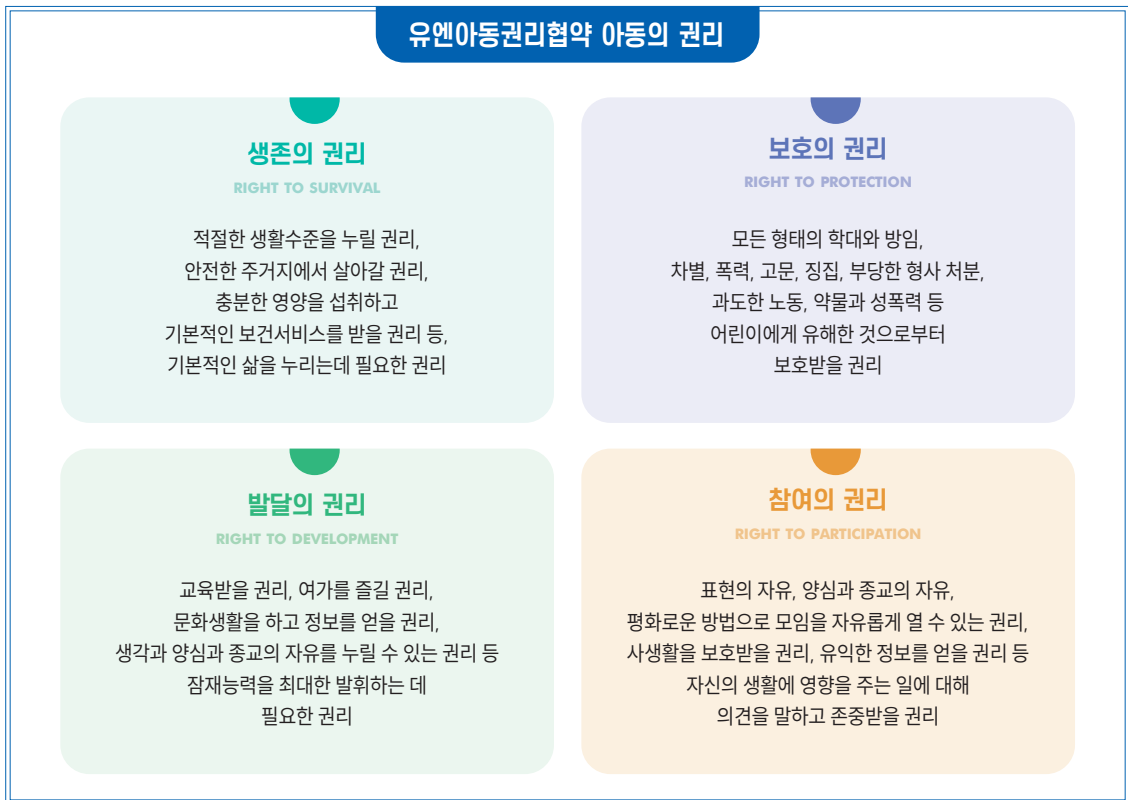 유엔아동권리협약 아동의 권리
생존의 권리
RIGHT TO SURVIVAL
적절한 생활수준을 누릴 권리,
안전한 주거지에서 살아갈 권리,
충분한 영양을 섭취하고
기본적인 보건서비스를 받을 권리 등,
기본적인 삶을 누리는데 필요한 권리
보호의 권리
RIGHT TO PROTECTION
모든 형태의 학대와 방임,
차별, 폭력, 고문, 징집, 부당한 형사 처분,
과도한 노동, 약물과 성폭력 등
어린이에게 유해한 것으로부터
보호받을 권리
발달의 권리
RIGHT TO DEVELOPMENT
교육받을 권리, 여가를 즐길 권리,
문화생활을 하고 정보를 얻을 권리,
생각과 양심과 종교의 자유를 누릴 수 있는 권리 등
잠재능력을 최대한 발휘하는 데
필요한 권리
참여의 권리
RIGHT TO PARTICIPATION
표현의 자유, 양심과 종교의 자유,
평화로운 방법으로 모임을 자유롭게 열 수 있는 권리,
사생활을 보호받을 권리, 유익한 정보를 얻을 권리 등
자신의 생활에 영향을 주는 일에 대해
의견을 말하고 존중받을 권리